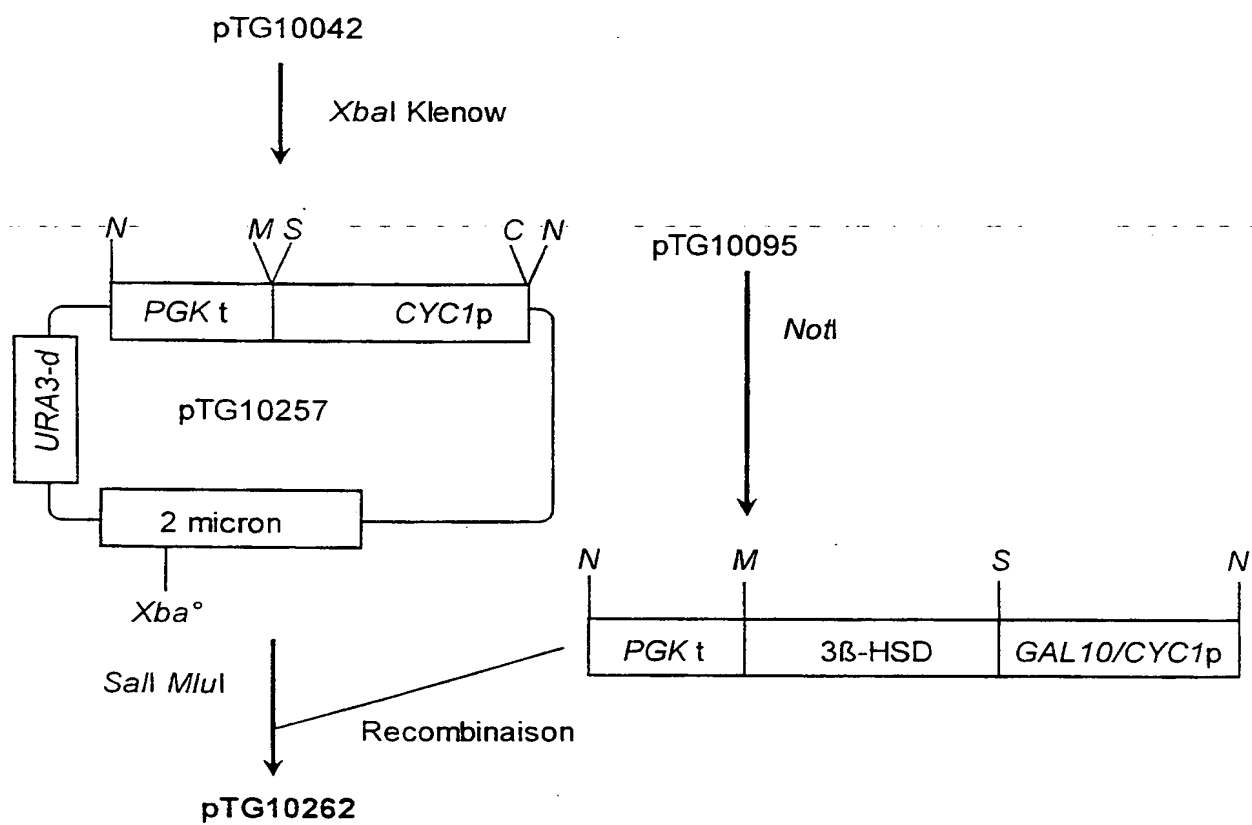 pTG10042
XbaI Klenow
N M S C N
pTG10095
PGK t CYC1p
NotI
URA3-d
pTG10257
2 micron
N M S N
Xba°
PGK t 3ß-HSD GAL10/CYC1p
SalI MluI
Recombinaison
pTG10262